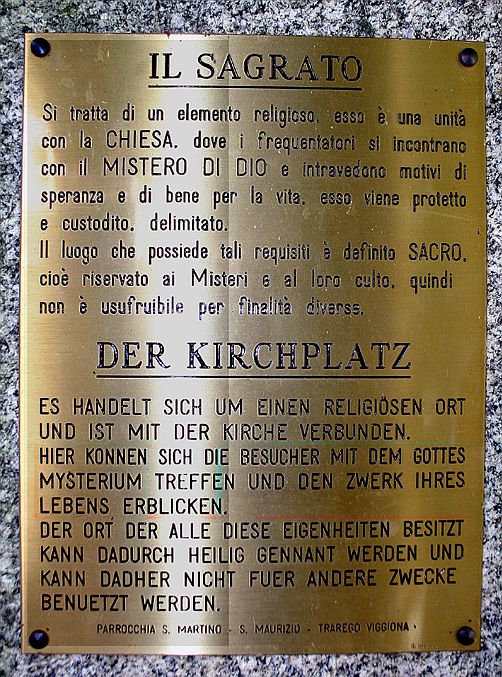 IL SAGRATO
Si tratta di un elemento religioso, esso è una unità
con la CHIESA, dove i frequentatori si incontrano
con il MISTERO DI DIO e intravedono motivi di
speranza e di bene per la vita, esso viene protetto
e custodito, delimitato.
Il luogo che possiede tali requisiti è definito SACRO,
cioè riservato ai Misteri e al loro culto, quindi
non è usufruibile per finalità diverse.
DER KIRCHPLATZ
ES HANDELT SICH UM EINEN RELIGIÖSEN ORT
UND IST MIT DER KIRCHE VERBUNDEN.
HIER KONNEN SICH DIE BESUCHER MIT DEM GOTTES
MYSTERIUM TREFFEN UND DEN ZWERK IHRES
LEBENS ERBLICKEN.
DER ORT DER ALLE DIESE EIGENHEITEN BESITZT
KANN DADURCH HEILIG GENNANT WERDEN UND
KANN DADHER NICHT FUER ANDERE ZWECKE
BENUETZT WERDEN.
PARROCCHIA S. MARTINO - S. MAURIZIO - TRAREGO VIGGIONA